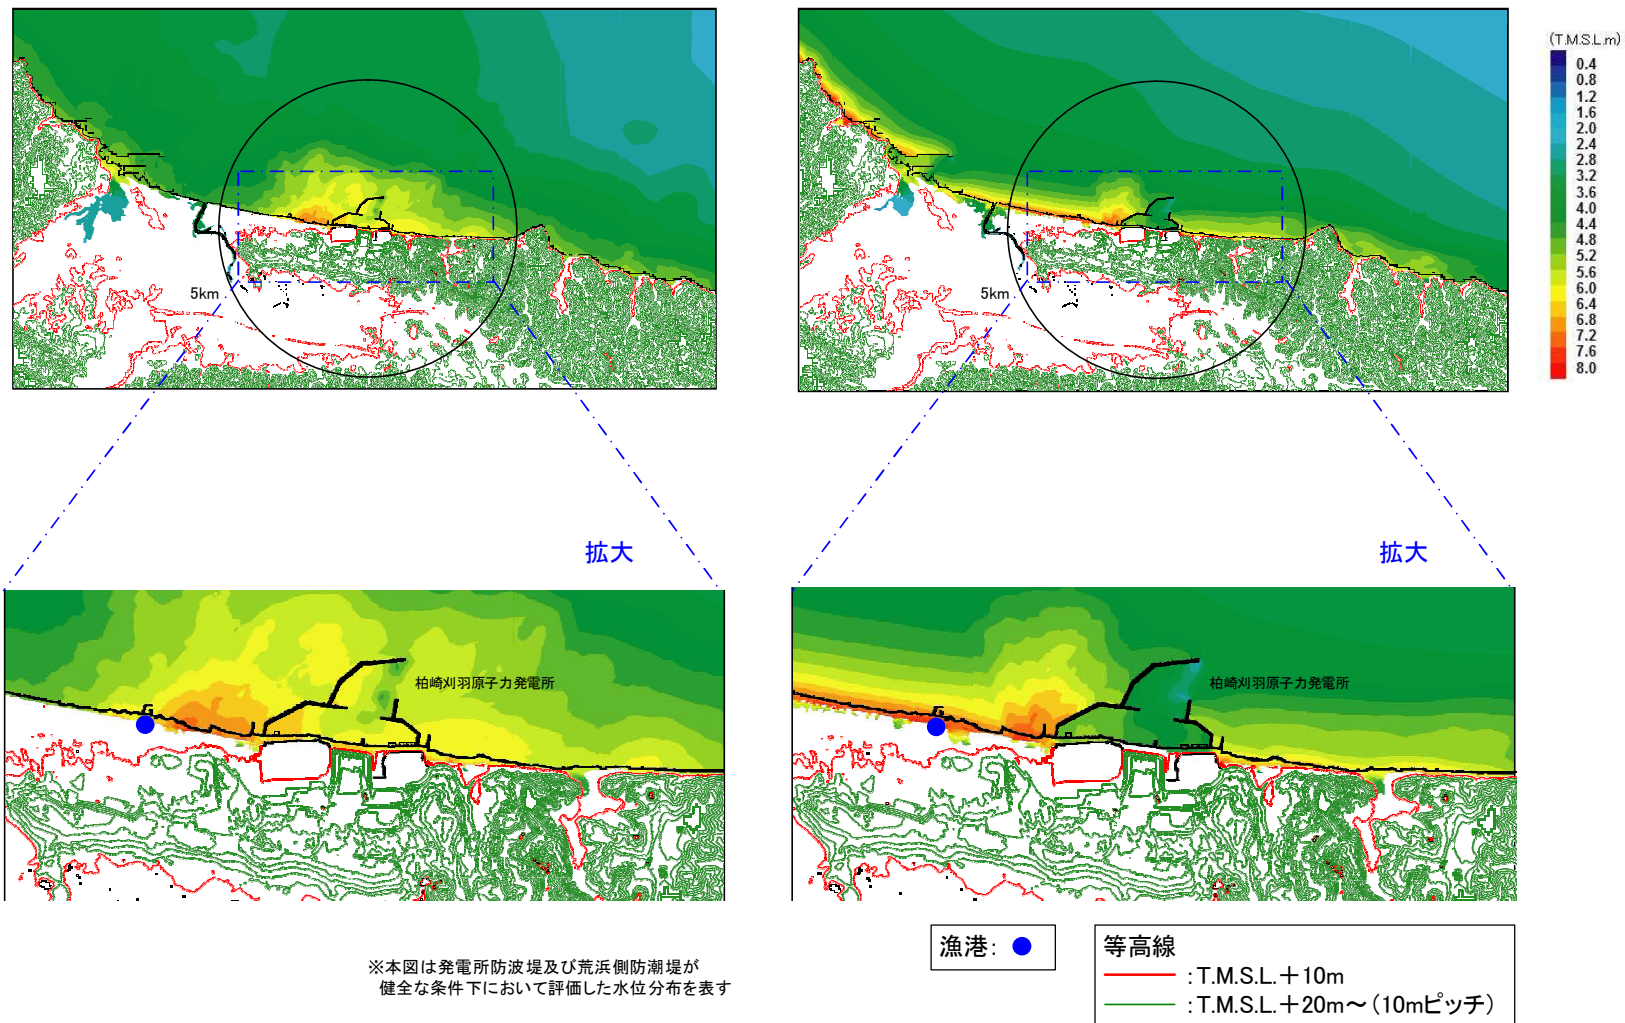 (T.M.S.L.m)
0.4
0.8
1.2
1.6
2.0
2.4
2.8
3.2
3.6
4.0
4.4
4.8
5.2
5.6
6.0
6.4
6.8
7.2
7.6
8.0
5km
5km
拡大
拡大
柏崎刈羽原子力発電所
柏崎刈羽原子力発電所
※本図は発電所防波堤及び荒浜側防潮堤が
健全な条件下において評価した水位分布を表す
漁港:
等高線
:T.M.S.L.+10m
:T.M.S.L.+20m～(10mピッチ)